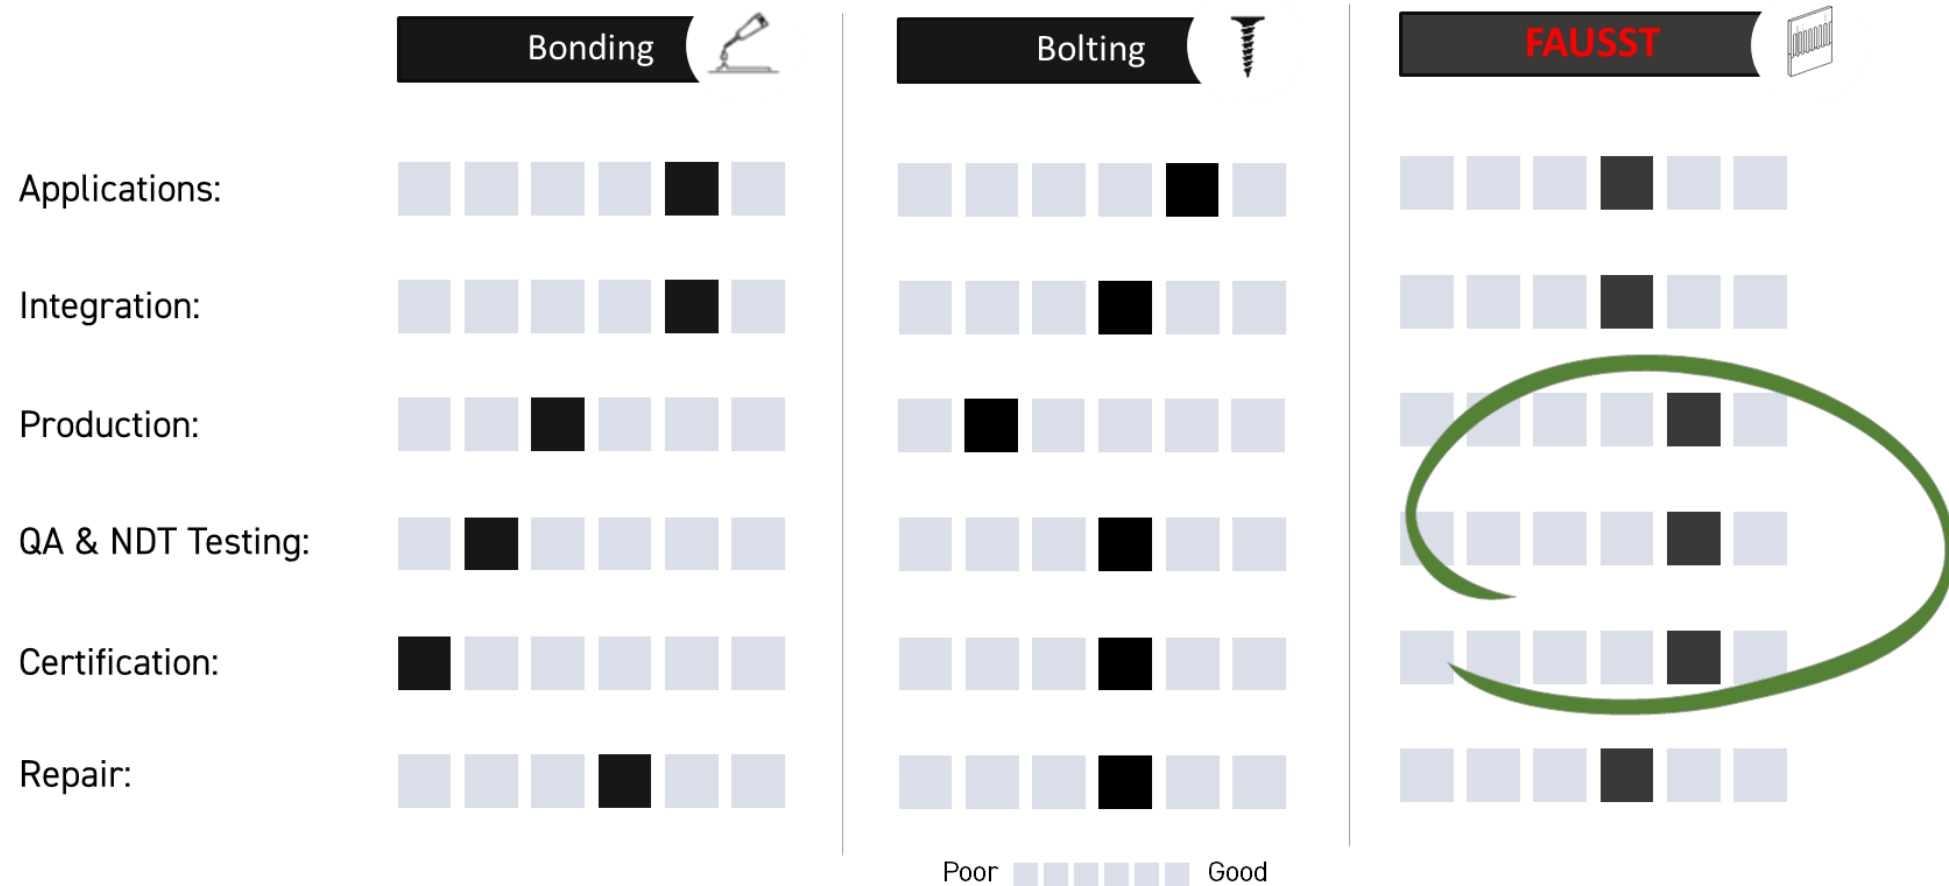 Bonding
Bolting
FAUSST
Applications:
Integration:
Production:
QA & NDT Testing:
Certification:
Repair:
Poor Good